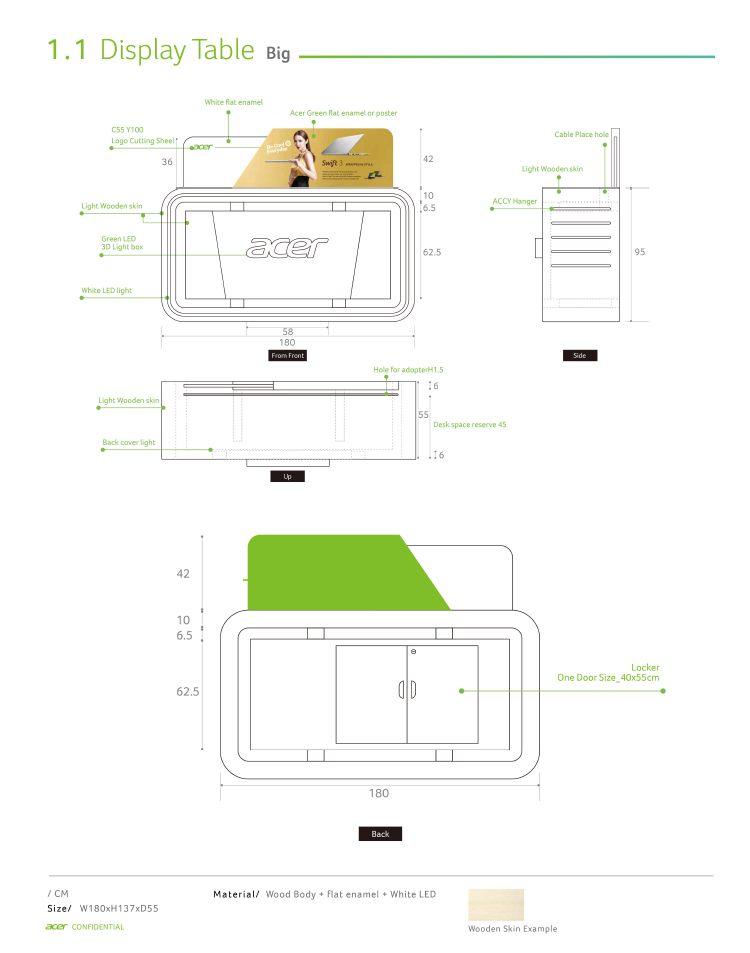 1.1 Display Table Big
White flat enamel
Acer Green flat enamel or poster
C55 Y100
Logo Cutting Sheel
acer
Swift 3
36
42
10
6.5
62.5
Light Wooden skin
Green LED
3D Light box
acer
White LED light
58
180
From Front
Cable Place hole
Light Wooden skin
ACCY Hanger
95
Side
Hole for adopterH1.5
6
55
Light Wooden skin
Desk space reserve 45
Back cover light
6
Up
42
10
6.5
62.5
Locker
One Door Size_40x55cm
180
Back
/ CM
Size/ W180xH137xD55
Material/ Wood Body + flat enamel + White LED
Wooden Skin Example
acer CONFIDENTIAL